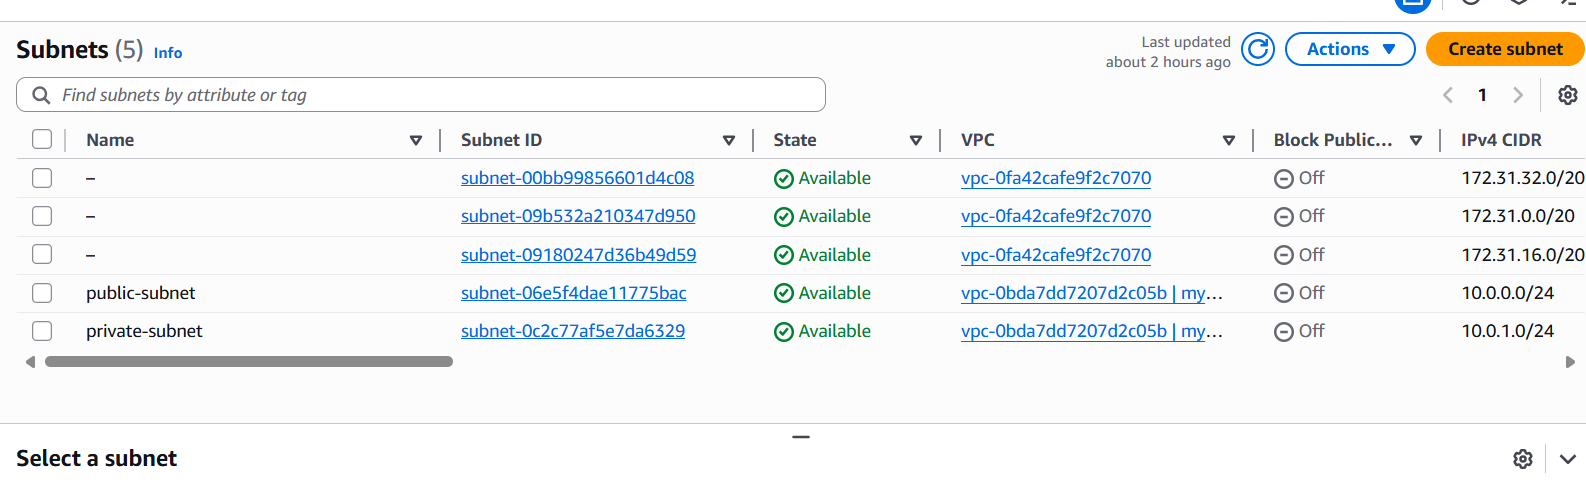 Subnets (5) Info
Last updated
about 2 hours ago
Actions
Create subnet
Find subnets by attribute or tag
1
Name Subnet ID State VPC Block Public... IPv4 CIDR
– subnet-00bb99856601d4c08 Available vpc-0fa42cafe9f2c7070 Off 172.31.32.0/20
– subnet-09b532a210347d950 Available vpc-0fa42cafe9f2c7070 Off 172.31.0.0/20
– subnet-09180247d36b49d59 Available vpc-0fa42cafe9f2c7070 Off 172.31.16.0/20
public-subnet subnet-06e5f4dae11775bac Available vpc-0bda7dd7207d2c05b | my... Off 10.0.0.0/24
private-subnet subnet-0c2c77af5e7da6329 Available vpc-0bda7dd7207d2c05b | my... Off 10.0.1.0/24
Select a subnet